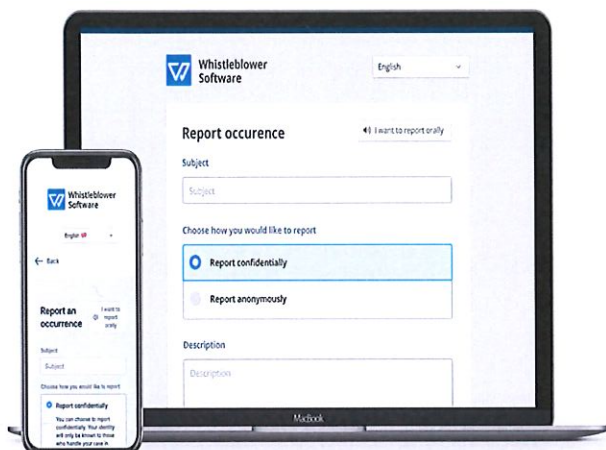 Whistleblower
Software
English
Report occurence
I want to report orally
Subject
Subject
Choose how you would like to report
Report confidentially
Report anonymously
Description
Description
MacBook
Whistleblower
Software
English
← Back
Report an
occurrence
I want to
report
orally
Subject
Subject
Choose how you would like to report
Report confidentially
You can choose to report
confidentially. Your identity
will only be known to those
who handle your case in